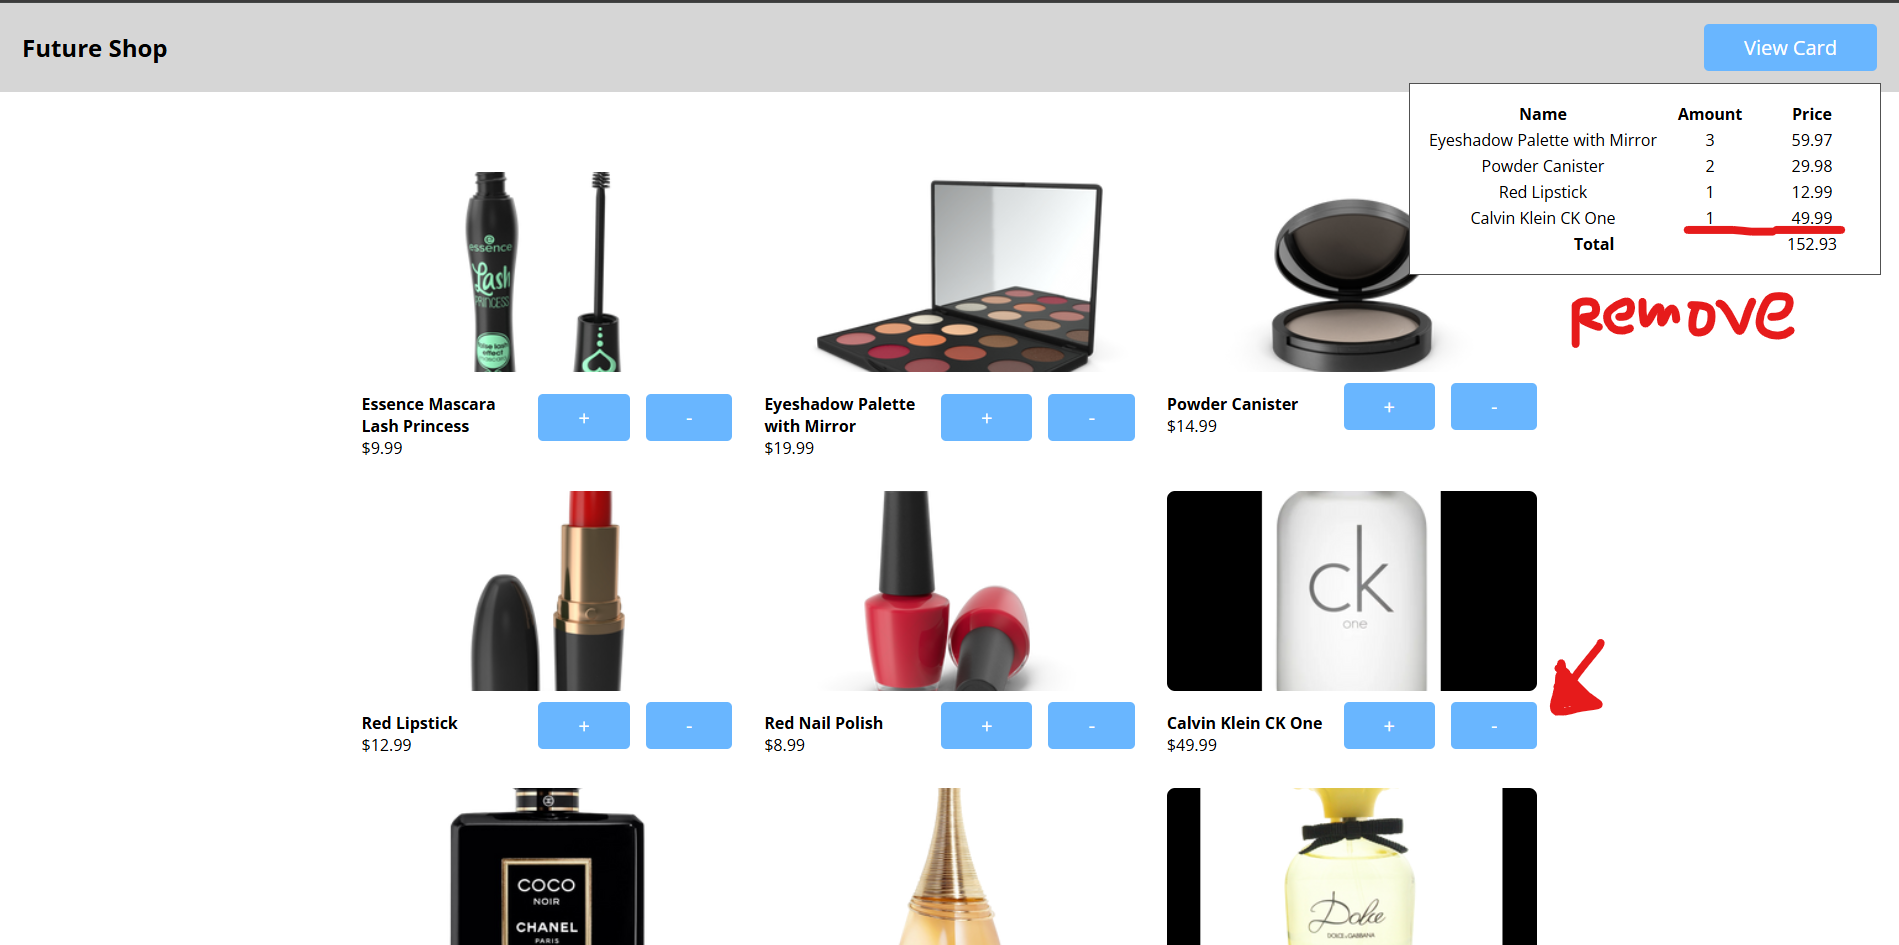 Future Shop
View Card
Name Amount Price
Eyeshadow Palette with Mirror 3 59.97
Powder Canister 2 29.98
Red Lipstick 1 12.99
Calvin Klein CK One 1 49.99
Total 152.93
remove
essence
Lash
PRINCESS
false lash
effect
Essence Mascara
Lash Princess
$9.99
+ -
Eyeshadow Palette
with Mirror
$19.99
+ -
Powder Canister
$14.99
+ -
ck
one
Red Lipstick
$12.99
+ -
Red Nail Polish
$8.99
+ -
Calvin Klein CK One
$49.99
+ -
COCO
NOIR
CHANEL
PARIS
Dolce
DOLCE & GABBANA